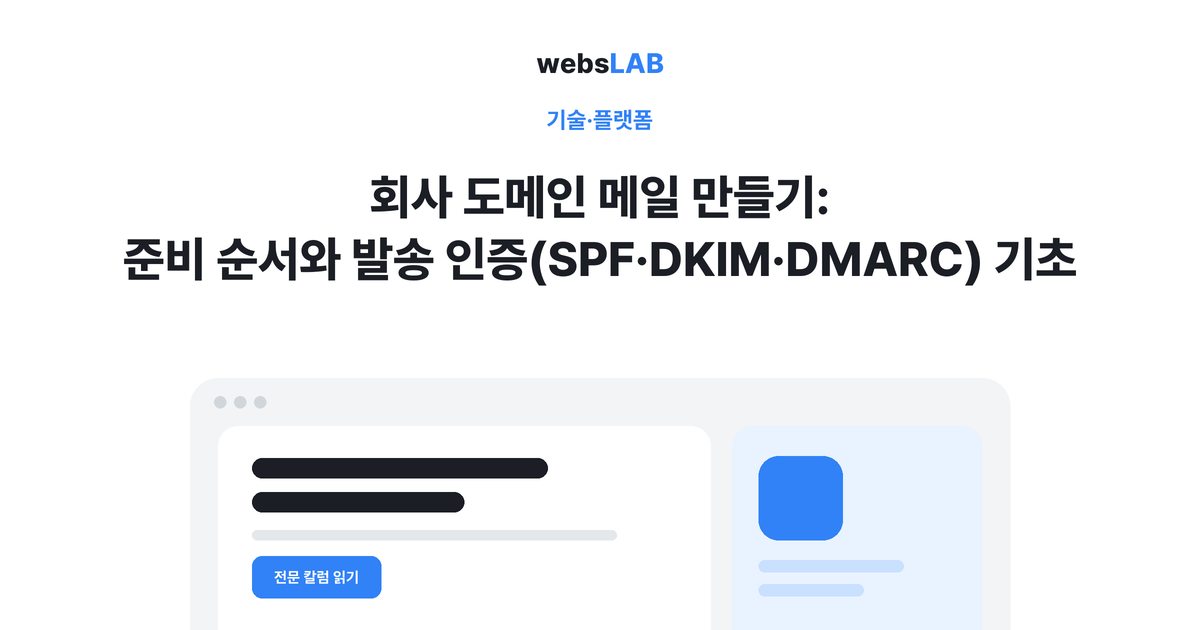 websLAB
기술·플랫폼
회사 도메인 메일 만들기:
준비 순서와 발송 인증(SPF·DKIM·DMARC) 기초
전문 칼럼 읽기